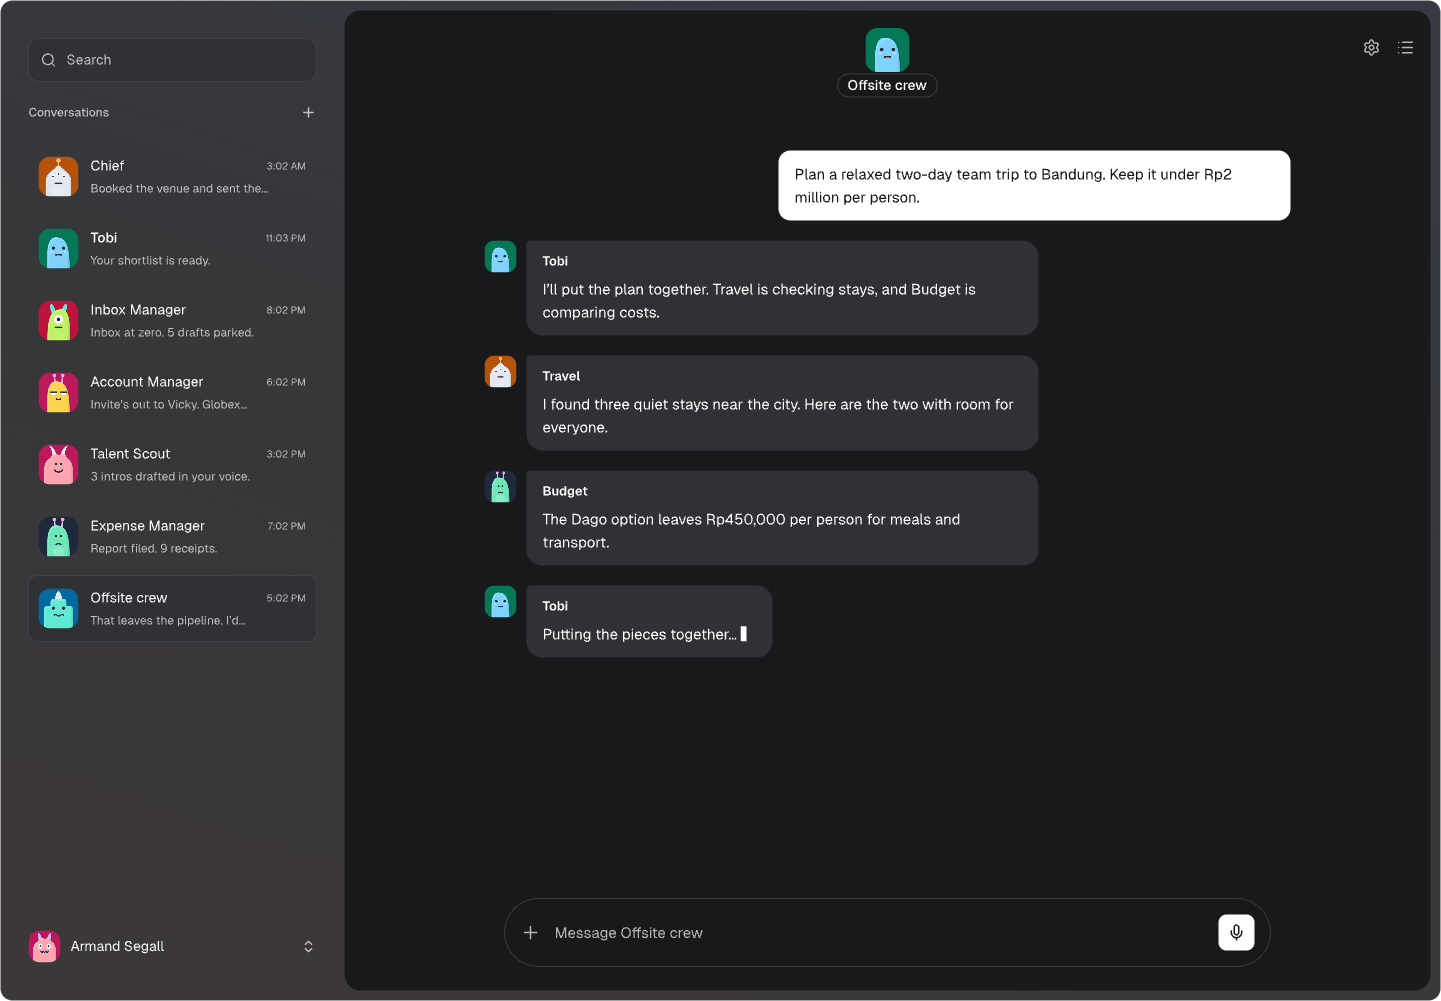 Search
Conversations
Chief
3:02 AM
Booked the venue and sent the...
Tobi
11:03 PM
Your shortlist is ready.
Inbox Manager
8:02 PM
Inbox at zero. 5 drafts parked.
Account Manager
6:02 PM
Invite's out to Vicky. Globex...
Talent Scout
3:02 PM
3 intros drafted in your voice.
Expense Manager
7:02 PM
Report filed. 9 receipts.
Offsite crew
5:02 PM
That leaves the pipeline. I'd...
Armand Segall
Offsite crew
Plan a relaxed two-day team trip to Bandung. Keep it under Rp2
million per person.
Tobi
I'll put the plan together. Travel is checking stays, and Budget is
comparing costs.
Travel
I found three quiet stays near the city. Here are the two with room for
everyone.
Budget
The Dago option leaves Rp450,000 per person for meals and
transport.
Tobi
Putting the pieces together...
Message Offsite crew